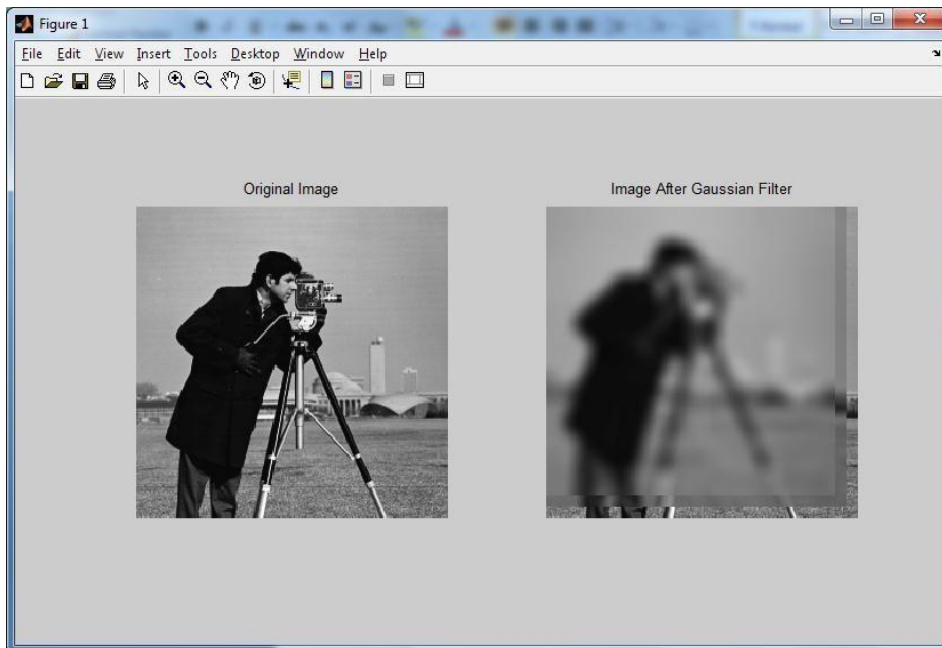 Figure 1
File Edit View Insert Tools Desktop Window Help
Original Image
Image After Gaussian Filter